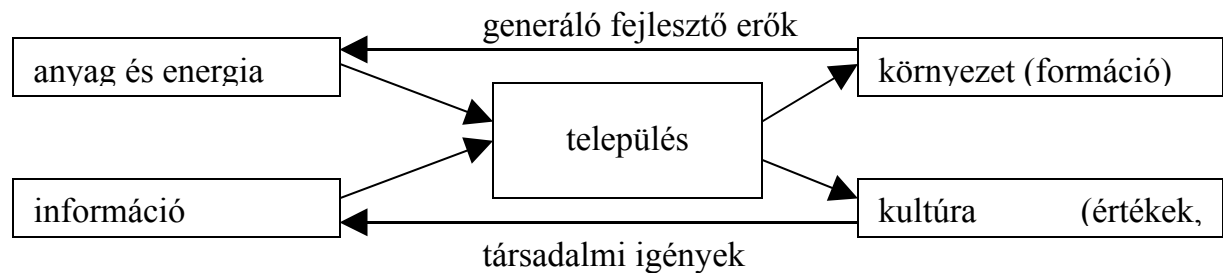 generáló fejlesztő erők
anyag és energia
környezet (formáció)
település
információ
kultúra (értékek,
társadalmi igények